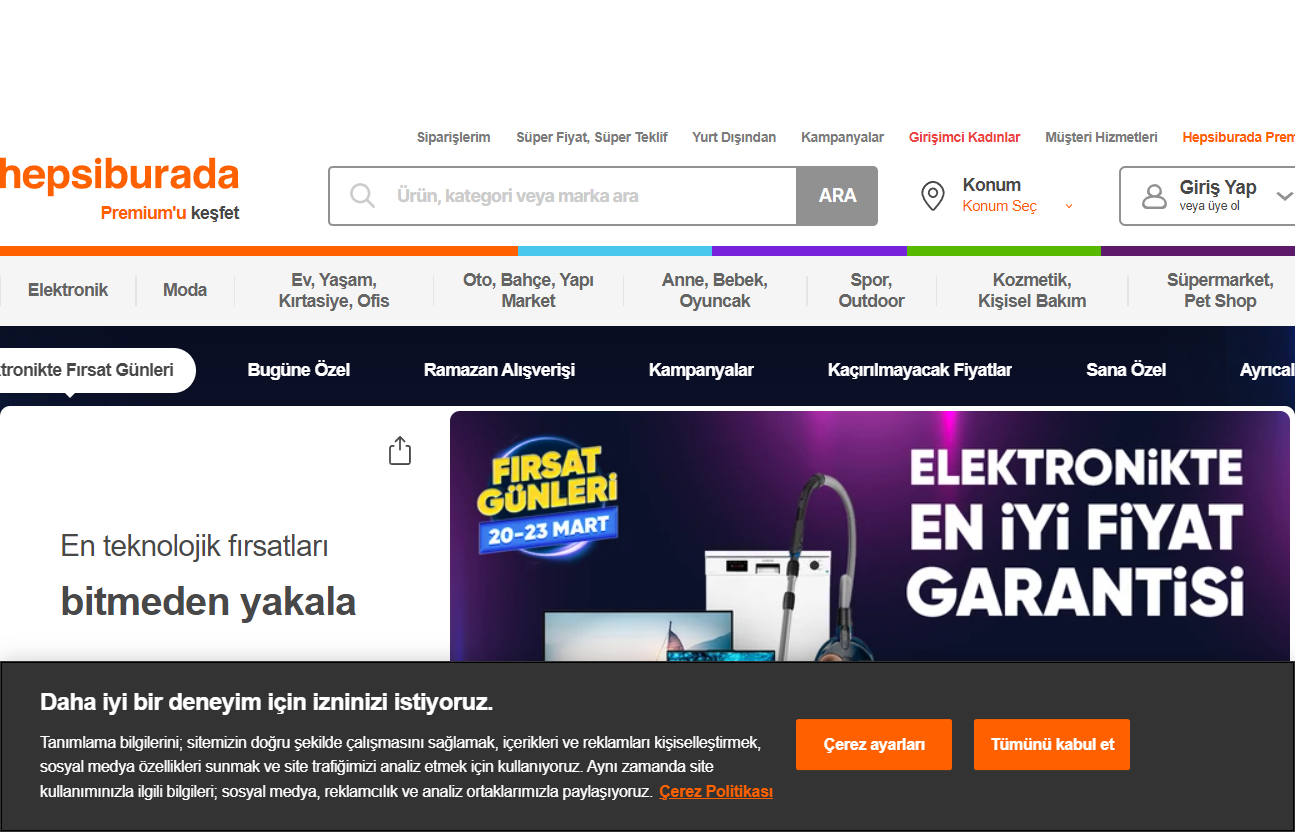 Siparişlerim Süper Fiyat, Süper Teklif Yurt Dışından Kampanyalar Girişimci Kadınlar Müşteri Hizmetleri Hepsiburada Prem
hepsiburada
Premium'u keşfet
Ürün, kategori veya marka ara
ARA
Konum
Konum Seç
Giriş Yap
veya üye ol
Elektronik
Moda
Ev, Yaşam,
Kırtasiye, Ofis
Oto, Bahçe, Yapı
Market
Anne, Bebek,
Oyuncak
Spor,
Outdoor
Kozmetik,
Kişisel Bakım
Süpermarket,
Pet Shop
tronikte Fırsat Günleri Bugüne Özel Ramazan Alışverişi Kampanyalar Kaçırılmayacak Fiyatlar Sana Özel Ayrıcal
En teknolojik fırsatları
bitmeden yakala
FIRSAT
GÜNLERİ
20-23 MART
ELEKTRONiKTE
EN iYi FiYAT
GARANTiSi
Daha iyi bir deneyim için izninizi istiyoruz.
Tanımlama bilgilerini; sitemizin doğru şekilde çalışmasını sağlamak, içerikleri ve reklamları kişiselleştirmek,
sosyal medya özellikleri sunmak ve site trafiğimizi analiz etmek için kullanıyoruz. Aynı zamanda site
kullanımınızla ilgili bilgileri; sosyal medya, reklamcılık ve analiz ortaklarımızla paylaşıyoruz. Çerez Politikası
Çerez ayarları
Tümünü kabul et